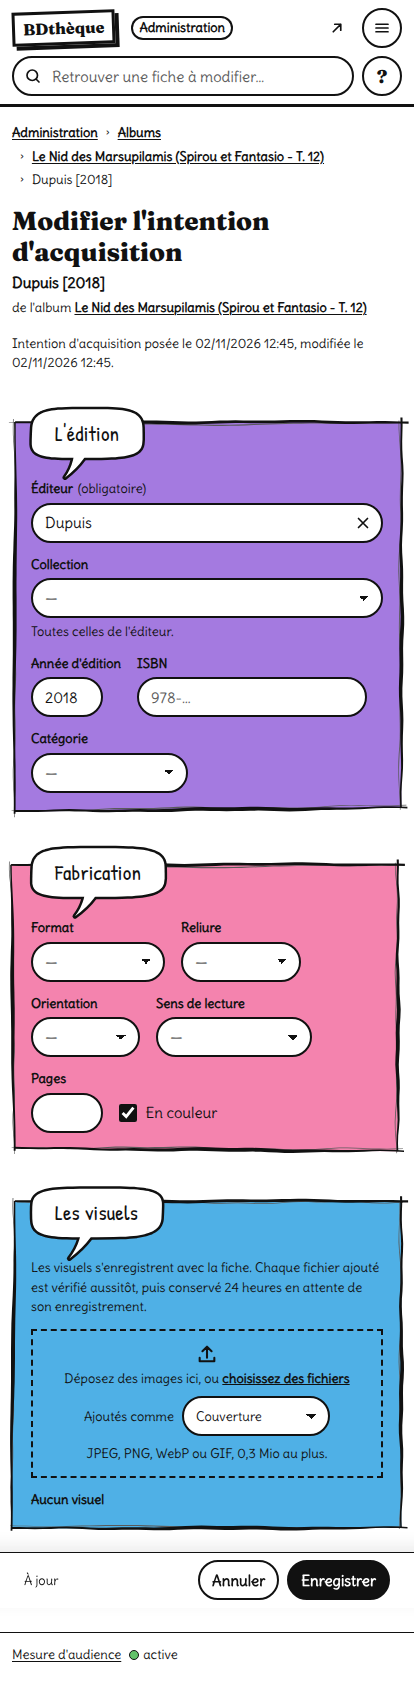 BDthèque Administration
Retrouver une fiche à modifier... ?
Administration › Albums
› Le Nid des Marsupilamis (Spirou et Fantasio - T. 12)
› Dupuis [2018]
Modifier l'intention
d'acquisition
Dupuis [2018]
de l'album Le Nid des Marsupilamis (Spirou et Fantasio - T. 12)
Intention d'acquisition posée le 02/11/2026 12:45, modifiée le
02/11/2026 12:45.
L'édition
Éditeur (obligatoire)
Dupuis
Collection
—
Toutes celles de l'éditeur.
Année d'édition ISBN
2018 978-...
Catégorie
—
Fabrication
Format Reliure
— —
Orientation Sens de lecture
— —
Pages
En couleur
Les visuels
Les visuels s'enregistrent avec la fiche. Chaque fichier ajouté
est vérifié aussitôt, puis conservé 24 heures en attente de
son enregistrement.
Déposez des images ici, ou choisissez des fichiers
Ajoutés comme Couverture
JPEG, PNG, WebP ou GIF, 0,3 Mio au plus.
Aucun visuel
À jour Annuler Enregistrer
Mesure d'audience active